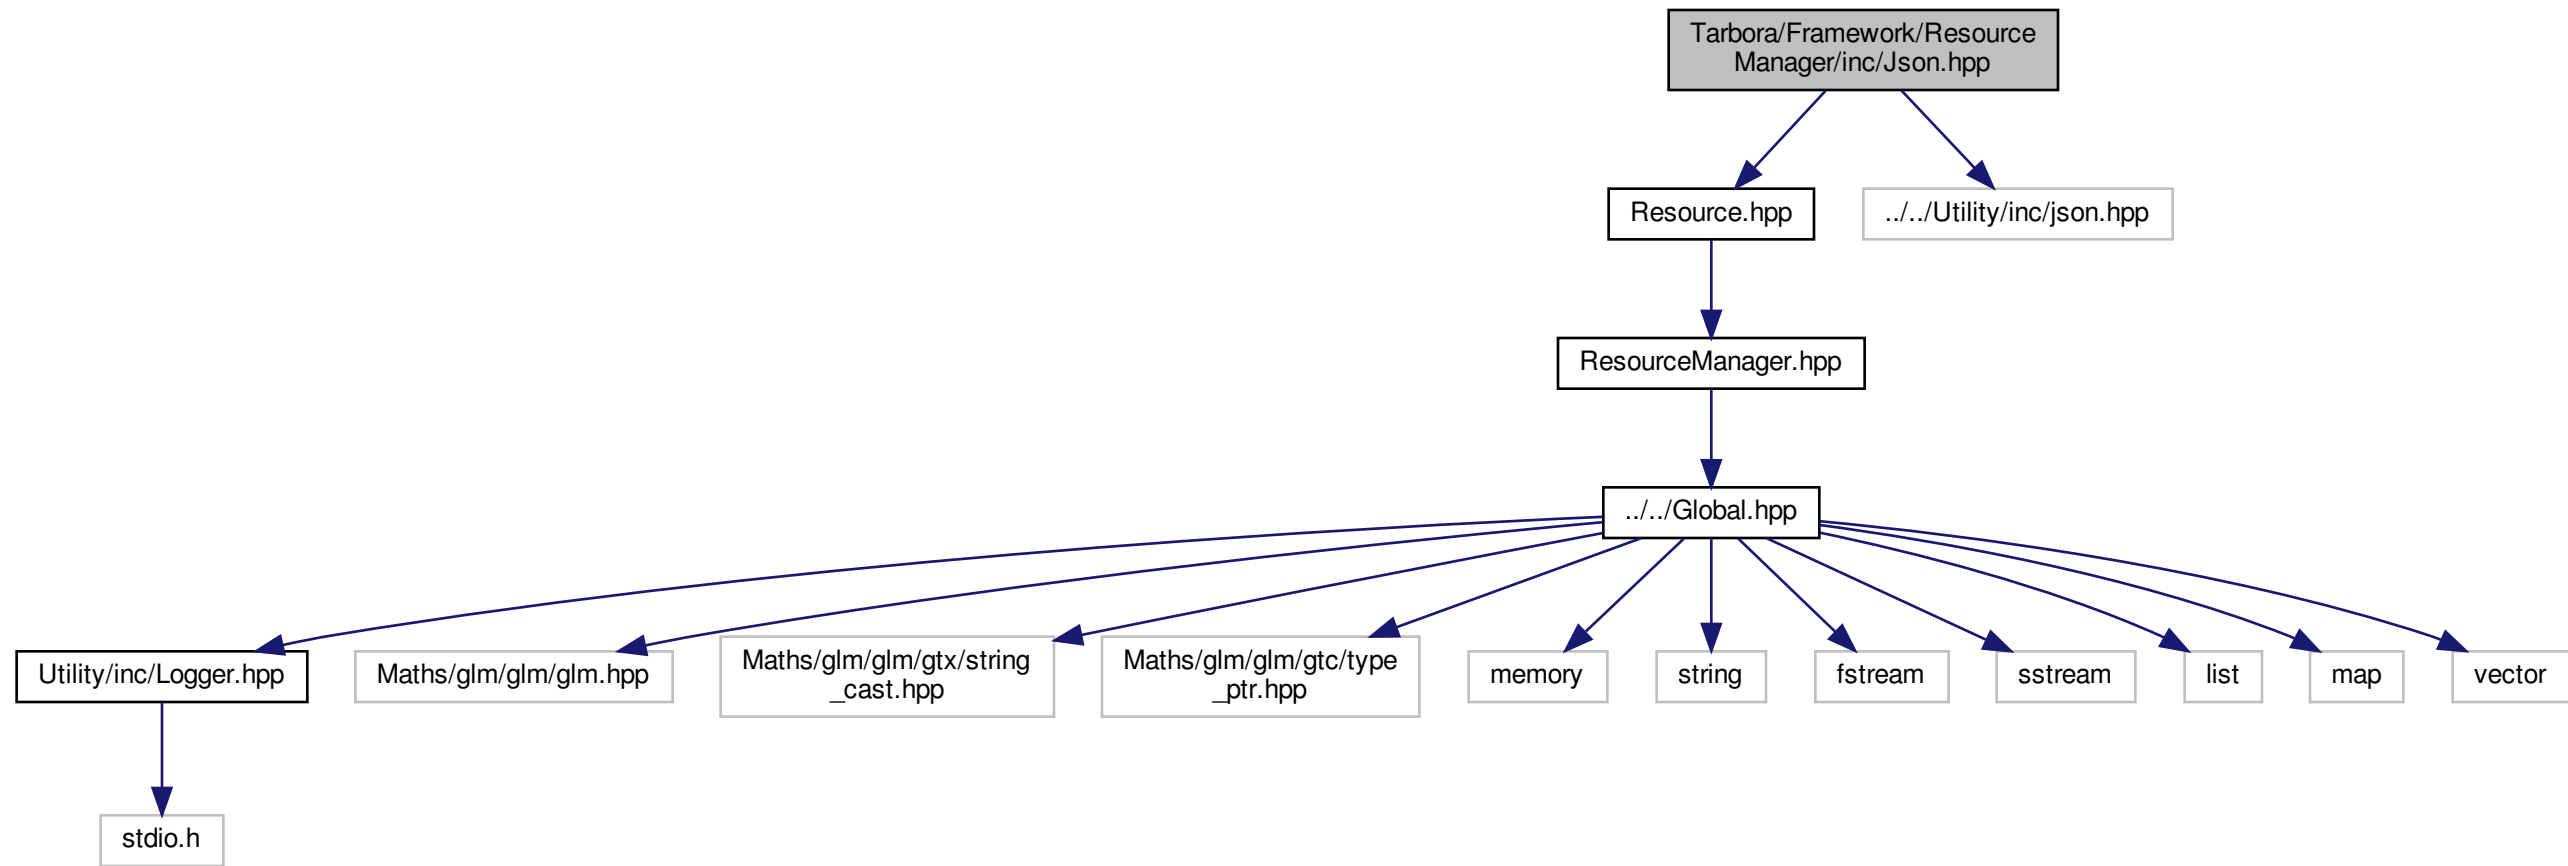 Tarbora/Framework/Resource
Manager/inc/Json.hpp
Resource.hpp
../../Utility/inc/json.hpp
ResourceManager.hpp
../../Global.hpp
Utility/inc/Logger.hpp
Maths/glm/glm/glm.hpp
Maths/glm/glm/gtx/string
_cast.hpp
Maths/glm/glm/gtc/type
_ptr.hpp
memory
string
fstream
sstream
list
map
vector
stdio.h